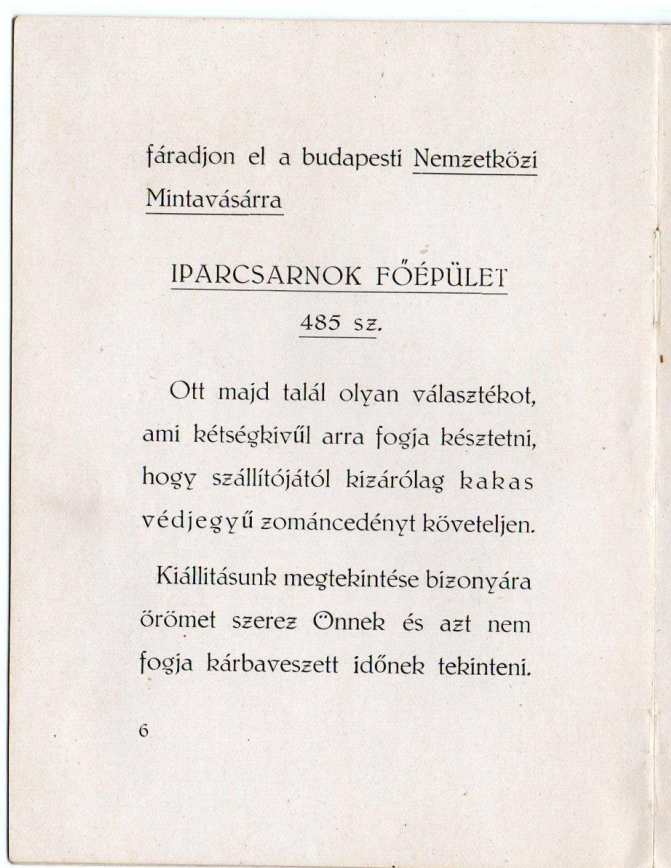 fáradjon el a budapesti Nemzetközi
Mintavásárra
IPARCSARNOK FŐÉPÜLET
485 sz.
Ott majd talál olyan választékot,
ami kétségkivűl arra fogja késztetni,
hogy szállítójától kizárólag kakas
védjegyű zománcedényt követeljen.
Kiállitásunk megtekintése bizonyára
örömet szerez Önnek és azt nem
fogja kárbaveszett időnek tekinteni.
6